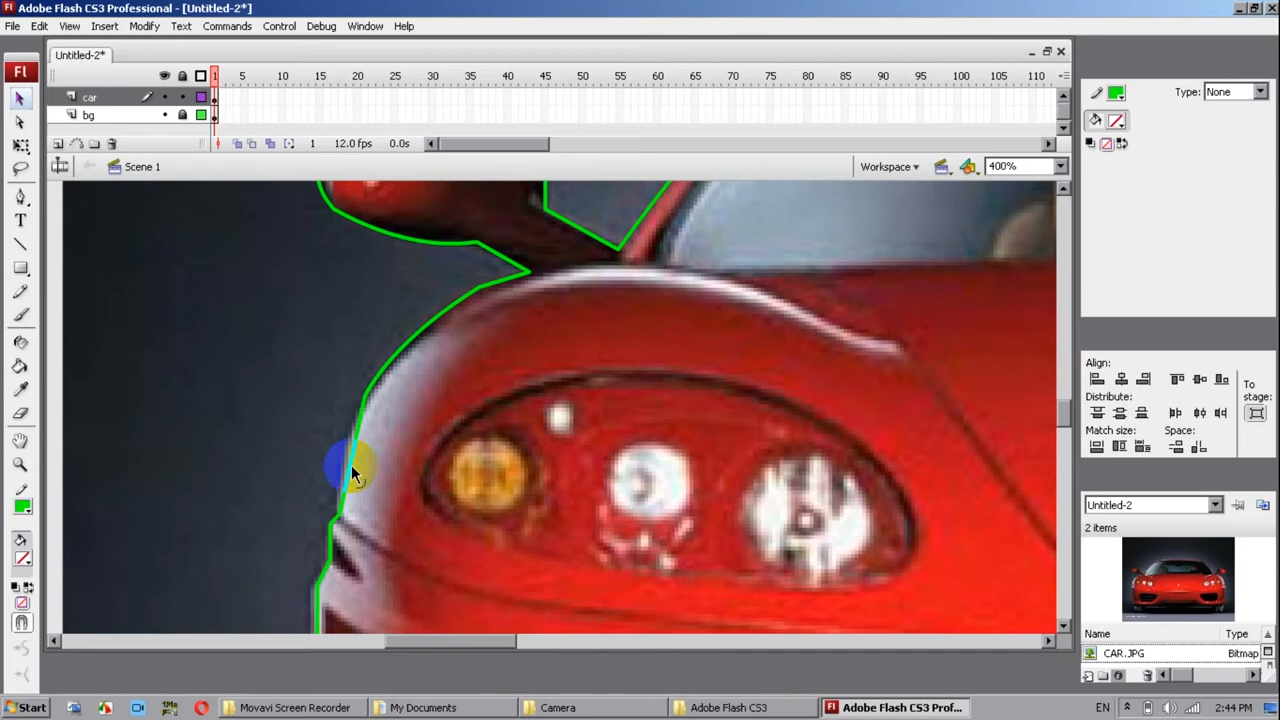 Adobe Flash CS3 Professional - [Untitled-2*]
File Edit View Insert Modify Text Commands Control Debug Window Help
Fl
Untitled-2*
1 5 10 15 20 25 30 35 40 45 50 55 60 65 70 75 80 85 90 95 100 105 110
car
bg
1 12.0 fps 0.0s
Scene 1
Workspace
400%
T
Type: None
Align:
Distribute:
Match size: Space:
To
stage:
Untitled-2
2 items
Name Type
CAR.JPG Bitmap
Start
Movavi Screen Recorder
My Documents
Camera
Adobe Flash CS3
Fl Adobe Flash CS3 Prof...
EN
2:44 PM